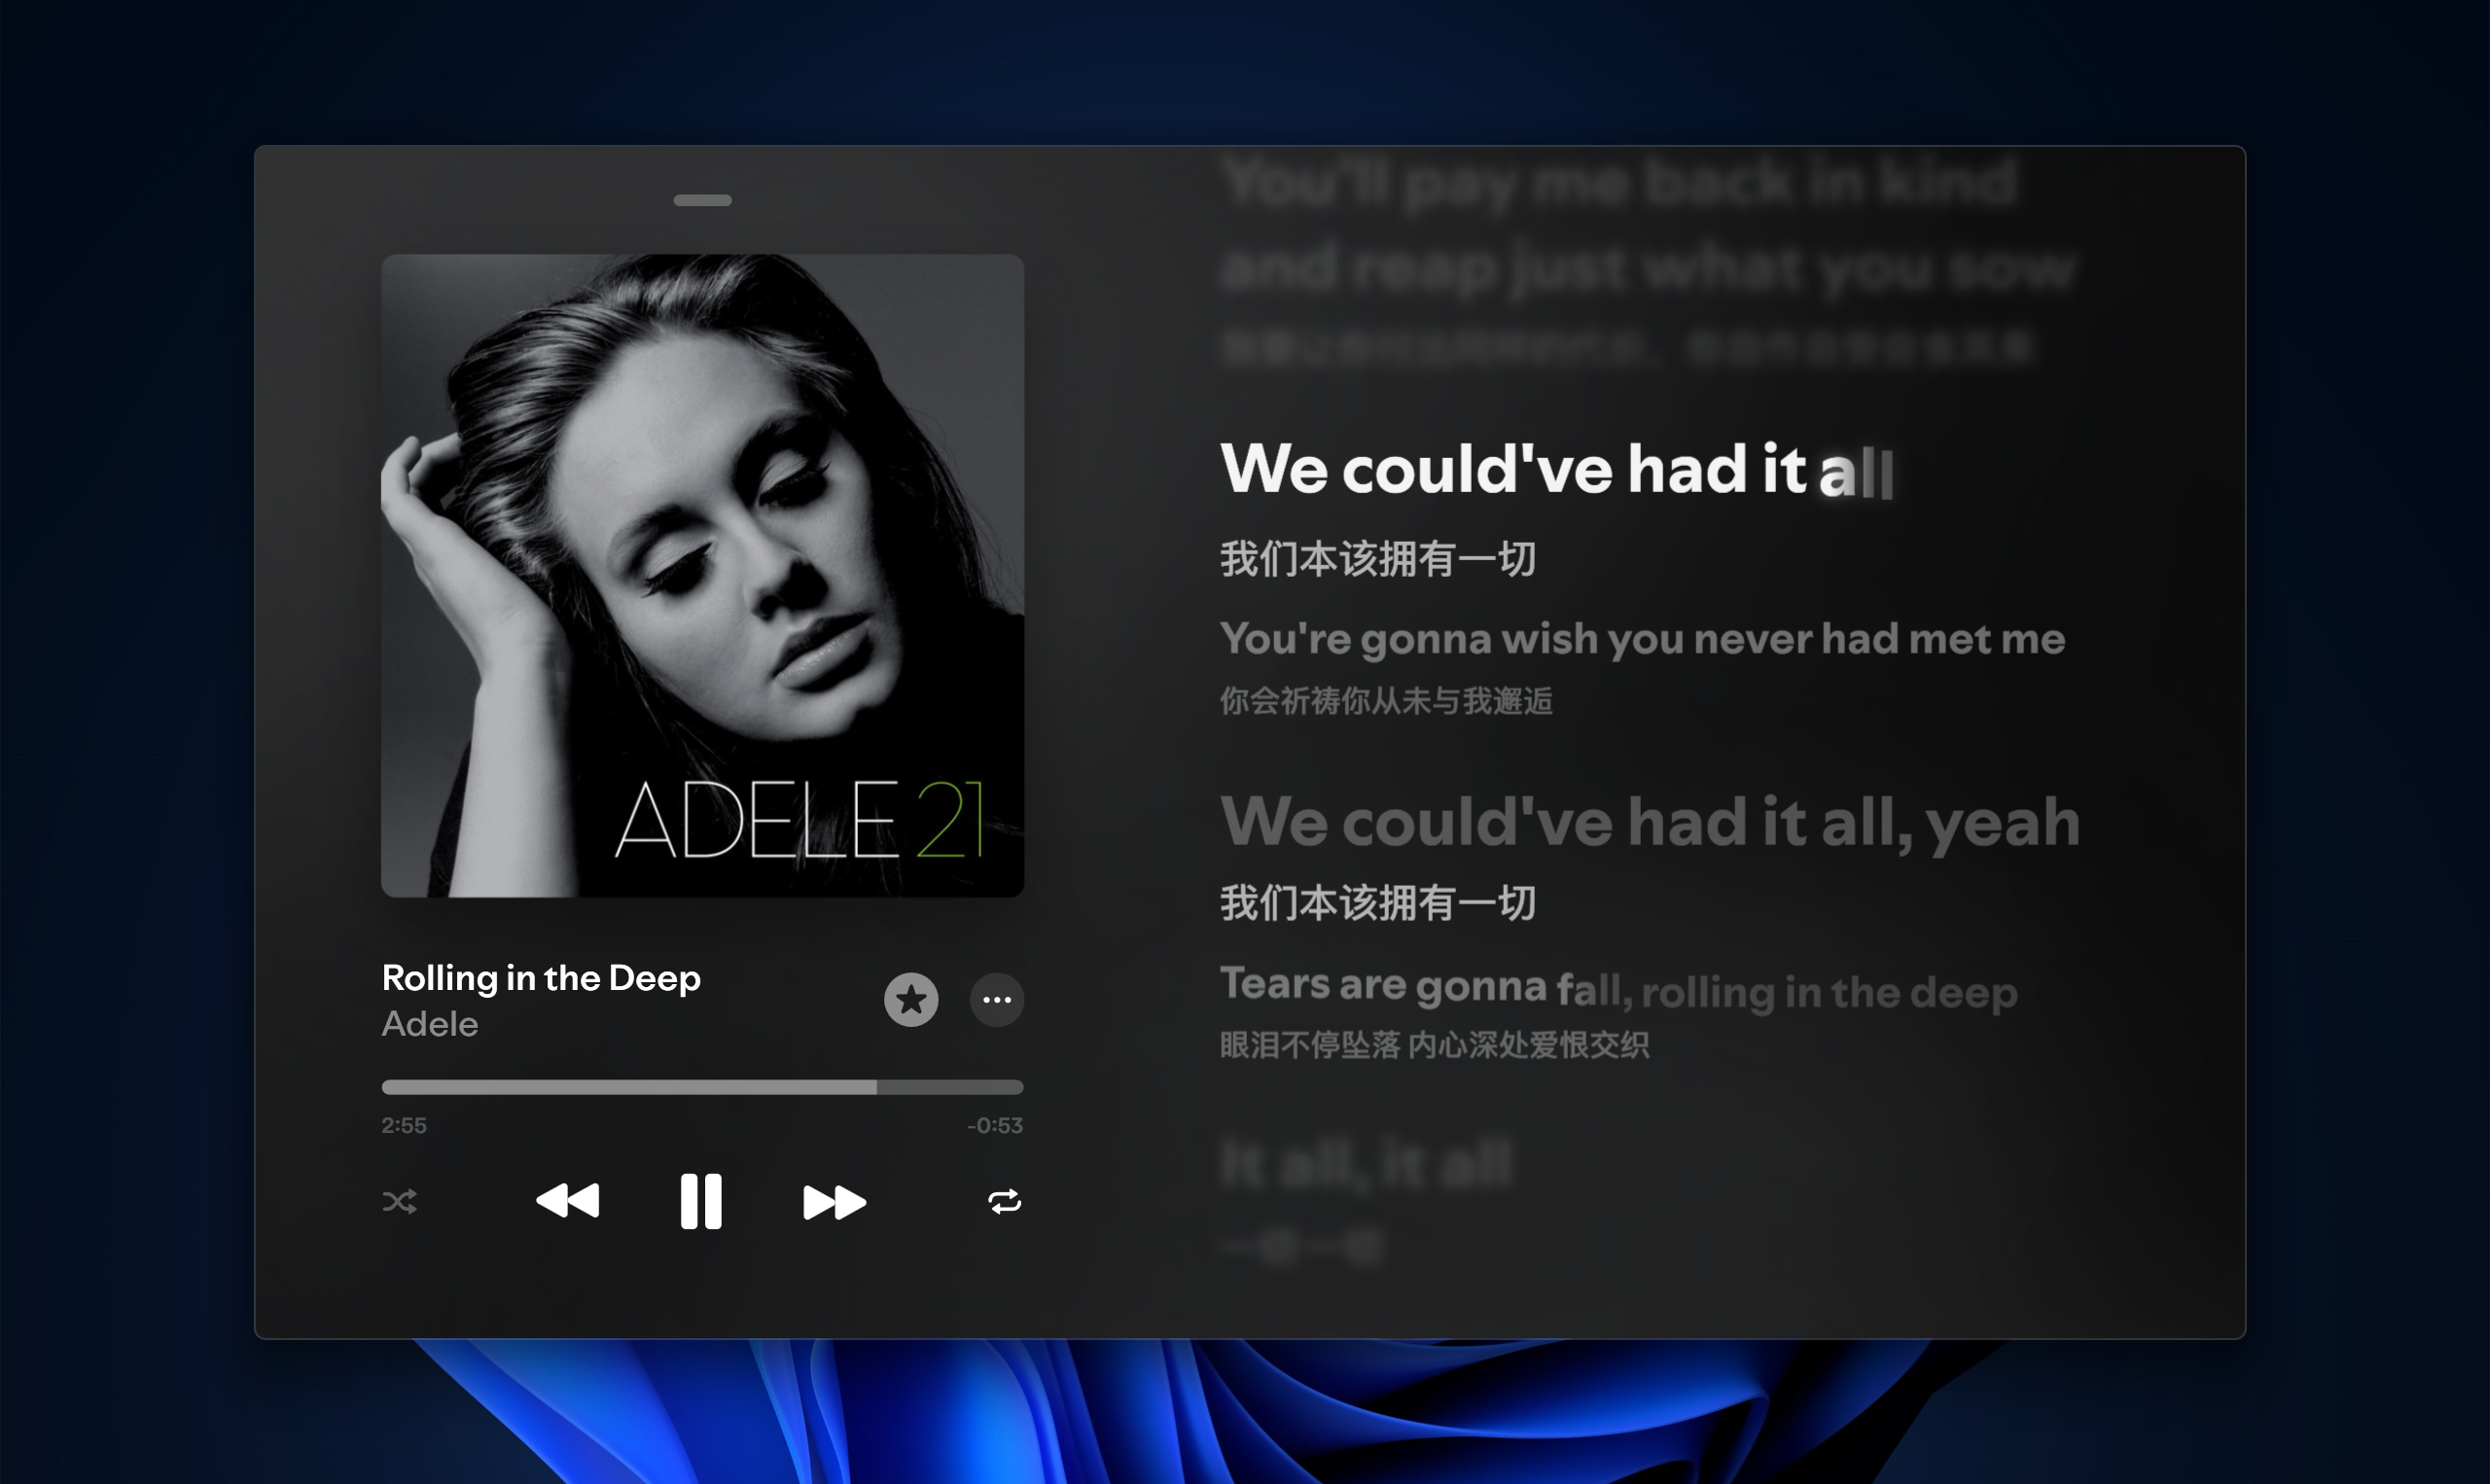 ADELE 21
Rolling in the Deep
Adele
2:55
-0:53
You'll pay me back in kind
and reap just what you sow
We could've had it all
我们本该拥有一切
You're gonna wish you never had met me
你会祈祷你从未与我邂逅
We could've had it all, yeah
我们本该拥有一切
Tears are gonna fall, rolling in the deep
眼泪不停坠落 内心深处爱恨交织
It all, it all
一切 一切